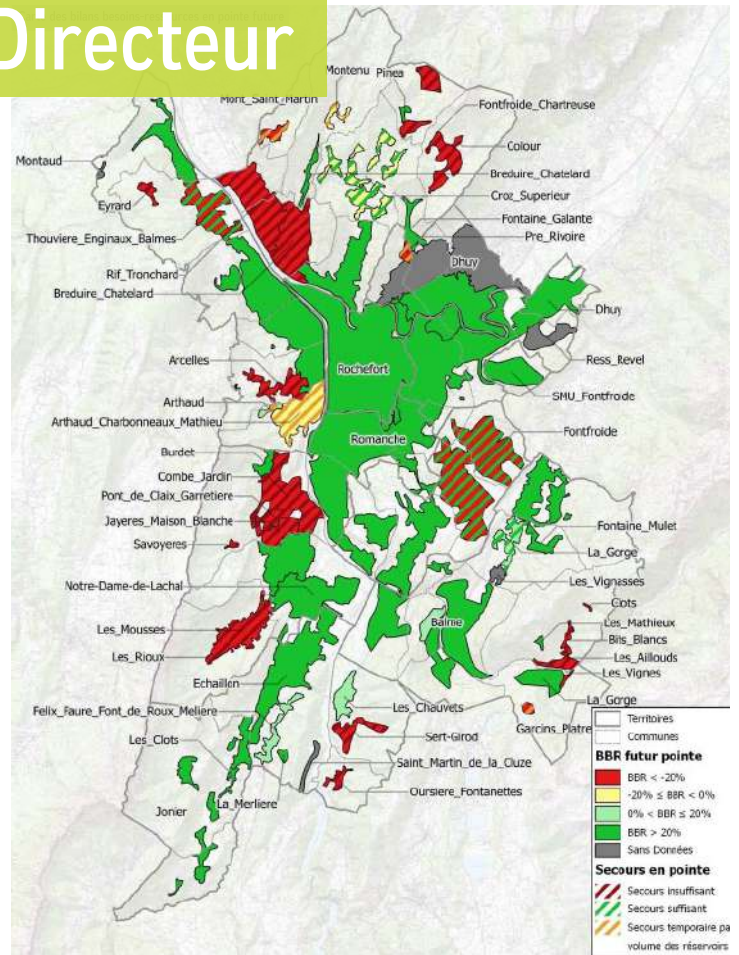 Directeur
Montenu
Pinea
Mont_Saint_Martin
Fontfroide_Chartreuse
Colour
Montaud
Breduire_Chatelard
Croz_Superieur
Eyrard
Fontaine_Galante
Pre_Rivoire
Thouviere_Enginaux_Balmes
Dhuy
Rif_Tronchard
Breduire_Chatelard
Dhuy
Arcelles
Ress_Revel
Rochefort
SMU_Fontfroide
Arthaud
Arthaud_Charbonneaux_Mathieu
Fontfroide
Romanche
Burdet
Combe_Jardin
Pont_de_Claix_Garretiere
Jayeres_Maison_Blanche
Fontaine_Mulet
Savoyeres
La_Gorge
Les_Vignasses
Notre-Dame-de-Lachal
Clots
Les_Mathieux
Les_Mousses
Balme
Bits_Blancs
Les_Rioux
Les_Aillouds
Les_Vignes
Echaillon
La_Gorge
Felix_Faure_Font_de_Roux_Meliere
Les_Chauvets
Garcins_Platre
Les_Clots
Sert-Girod
Saint_Martin_de_la_Cluze
Oursiere_Fontanettes
La_Merliere
Jonier
Territoires
Communes
BBR futur pointe
BBR < -20%
-20% ≤ BBR < 0%
0% < BBR ≤ 20%
BBR > 20%
Sans Données
Secours en pointe
Secours insuffisant
Secours suffisant
Secours temporaire pa
volume des réservoirs